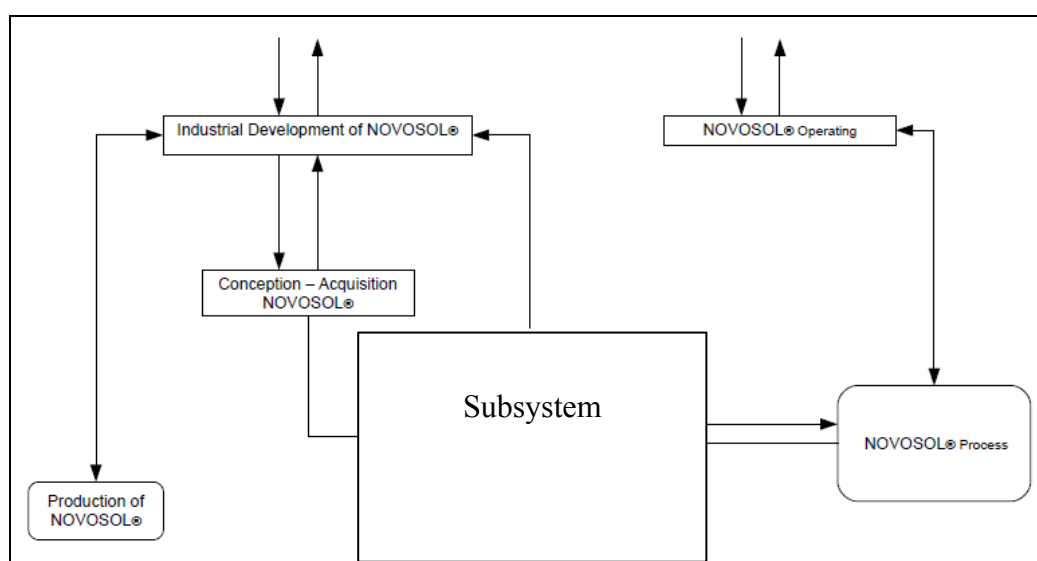 Industrial Development of NOVOSOL®
NOVOSOL® Operating
Conception – Acquisition
NOVOSOL®
Subsystem
NOVOSOL® Process
Production of
NOVOSOL®